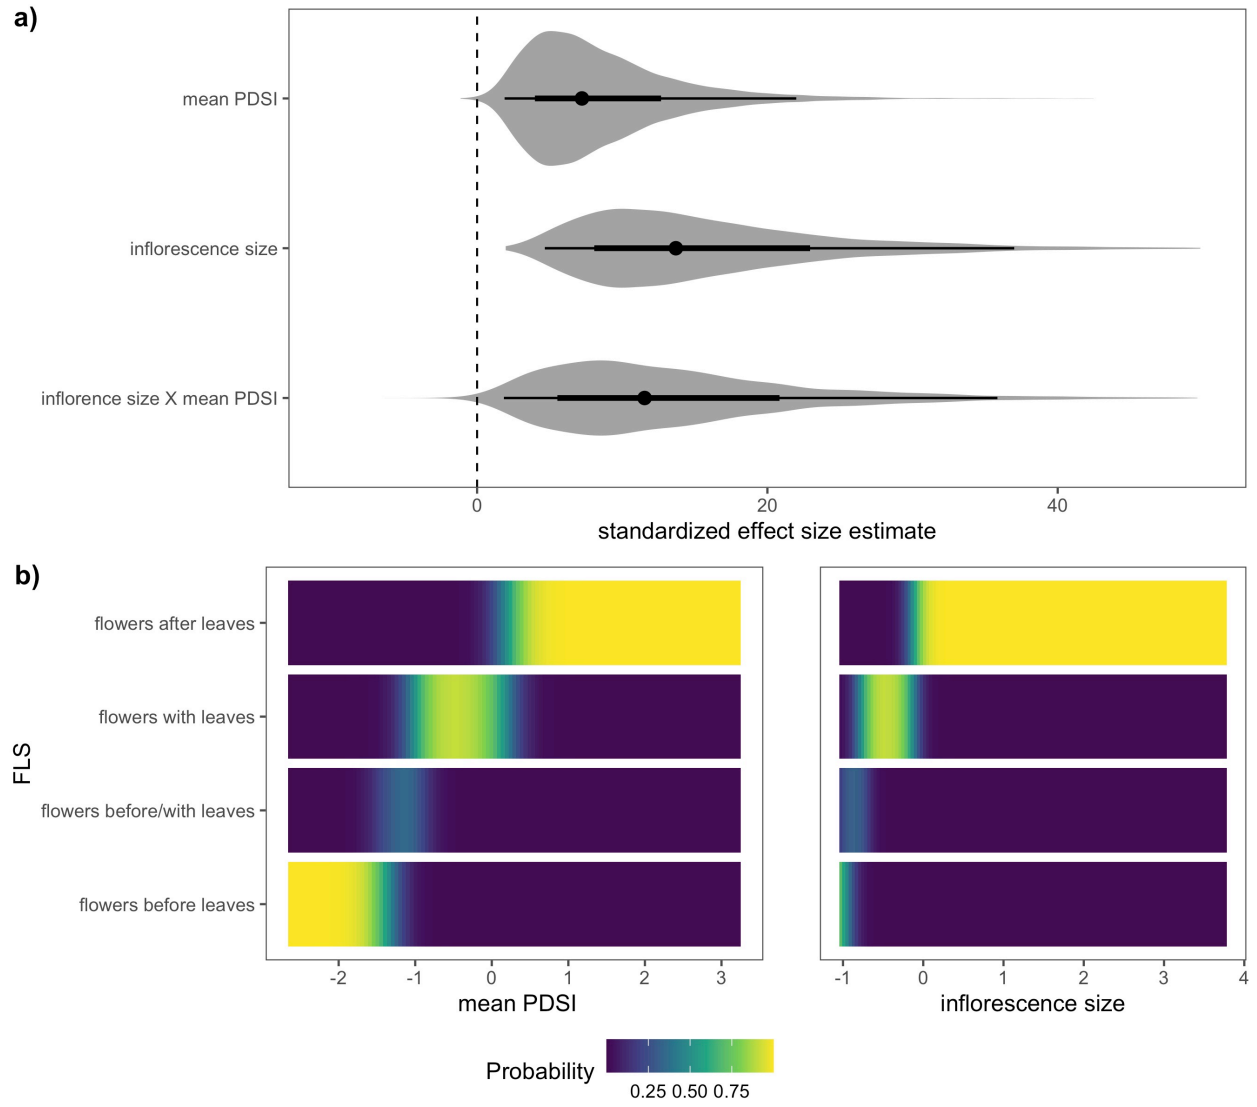 a)
mean PDSI
inflorescence size
inflorence size X mean PDSI
0 20 40
standardized effect size estimate
b)
FLS
flowers after leaves
flowers with leaves
flowers before/with leaves
flowers before leaves
-2 -1 0 1 2 3
mean PDSI
-1 0 1 2 3 4
inflorescence size
Probability
0.25 0.50 0.75